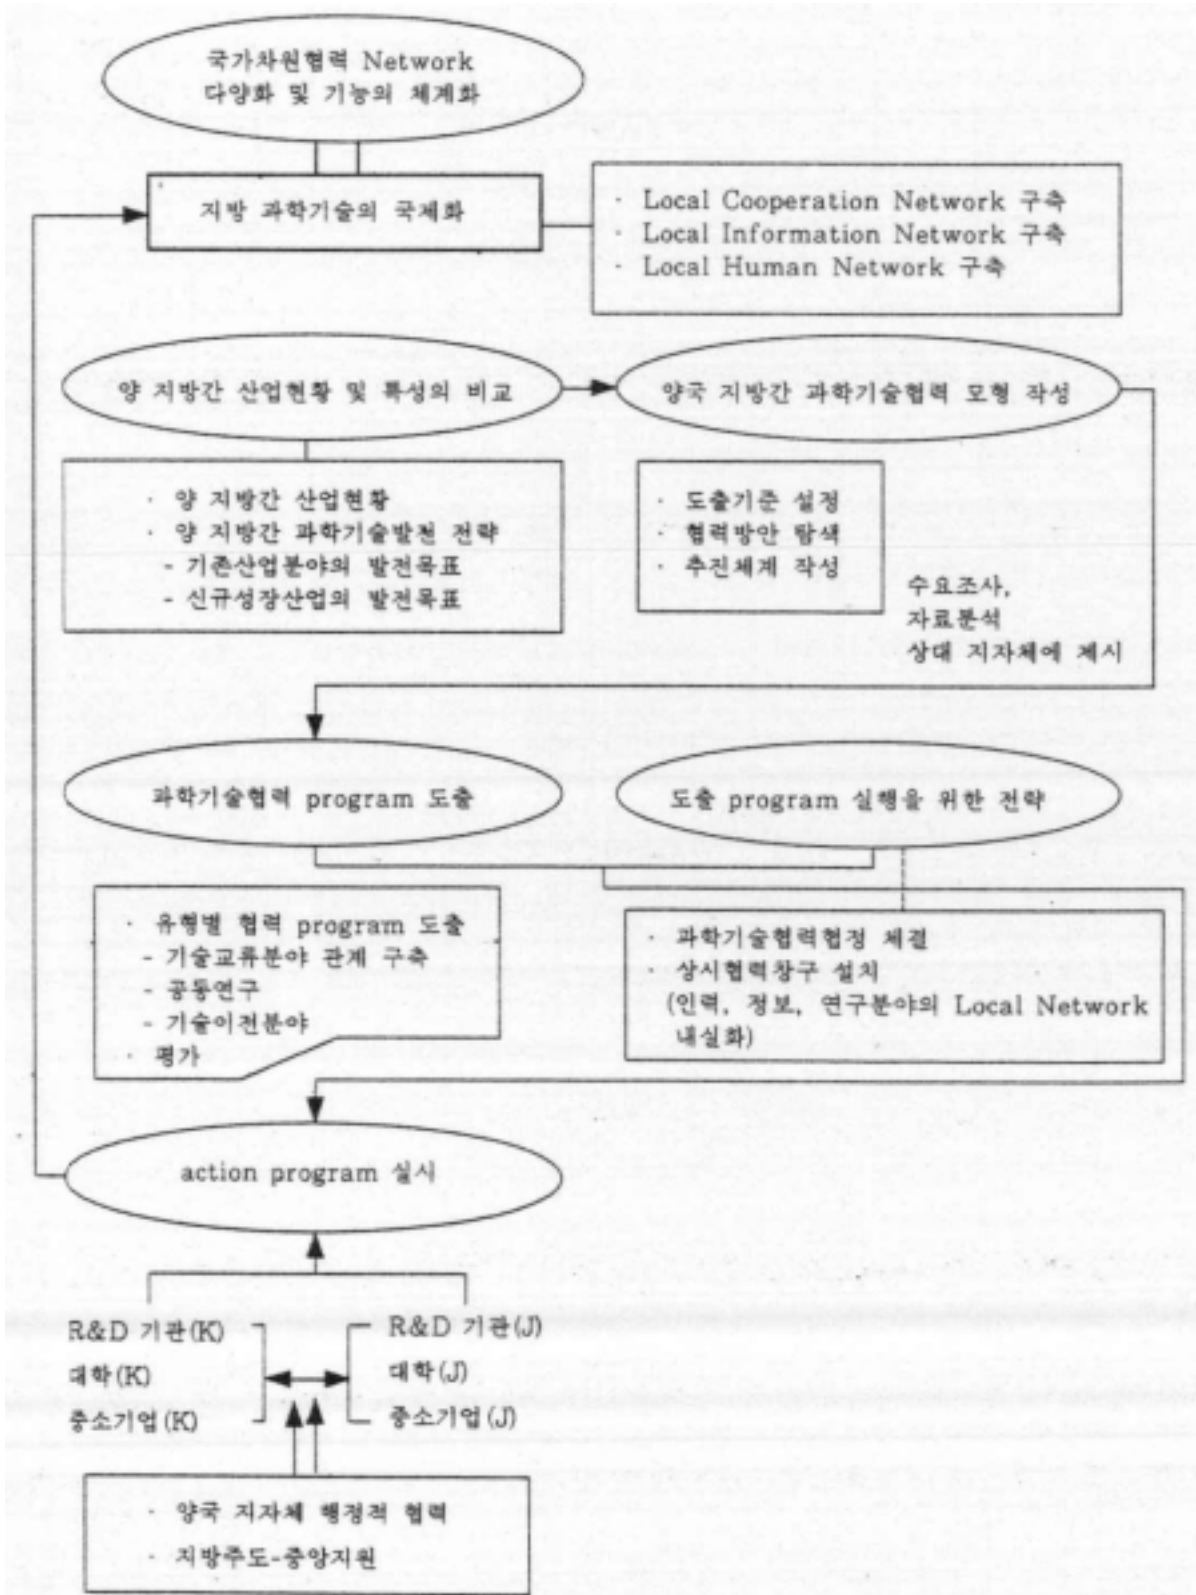 국가차원협력 Network
다양화 및 기능의 체계화
지방 과학기술의 국제화
· Local Cooperation Network 구축
· Local Information Network 구축
· Local Human Network 구축
양 지방간 산업현황 및 특성의 비교
양국 지방간 과학기술협력 모형 작성
· 양 지방간 산업현황
· 양 지방간 과학기술발전 전략
- 기존산업분야의 발전목표
- 신규성장산업의 발전목표
· 도출기준 설정
· 협력방안 탐색
· 추진체계 작성
수요조사,
자료분석
상대 지자체에 제시
과학기술협력 program 도출
도출 program 실행을 위한 전략
· 유형별 협력 program 도출
- 기술교류분야 관계 구축
- 공동연구
- 기술이전분야
· 평가
· 과학기술협력협정 체결
· 상시협력창구 설치
(인력, 정보, 연구분야의 Local Network
내실화)
action program 실시
R&D 기관(K)
대학(K)
중소기업(K)
R&D 기관(J)
대학(J)
중소기업(J)
· 양국 지자체 행정적 협력
· 지방주도-중앙지원